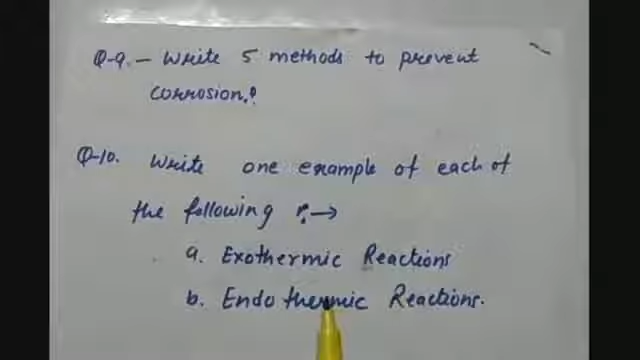 Q-9. - Write 5 methods to prevent
corrosion.?
Q-10. Write one example of each of
the following :→
a. Exothermic Reactions
b. Endothermic Reactions.